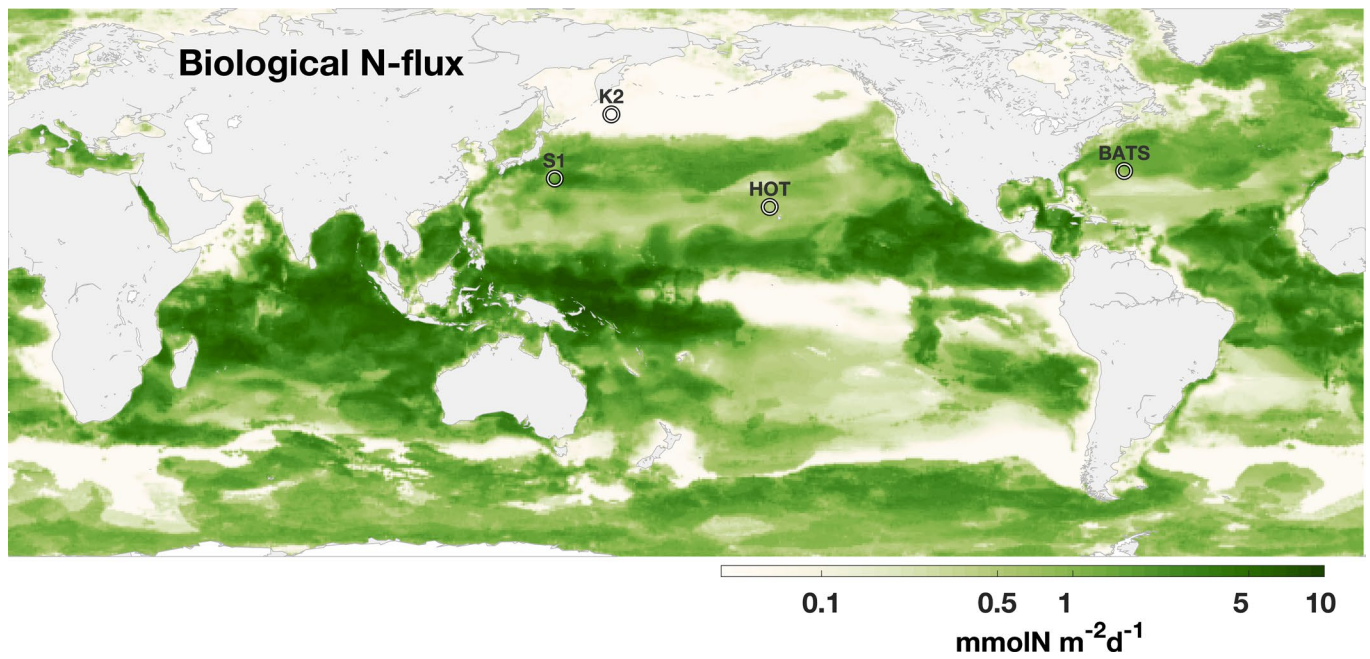 Biological N-flux
K2
S1
HOT
BATS
0.1 0.5 1 5 10
mmolN m⁻²d⁻¹